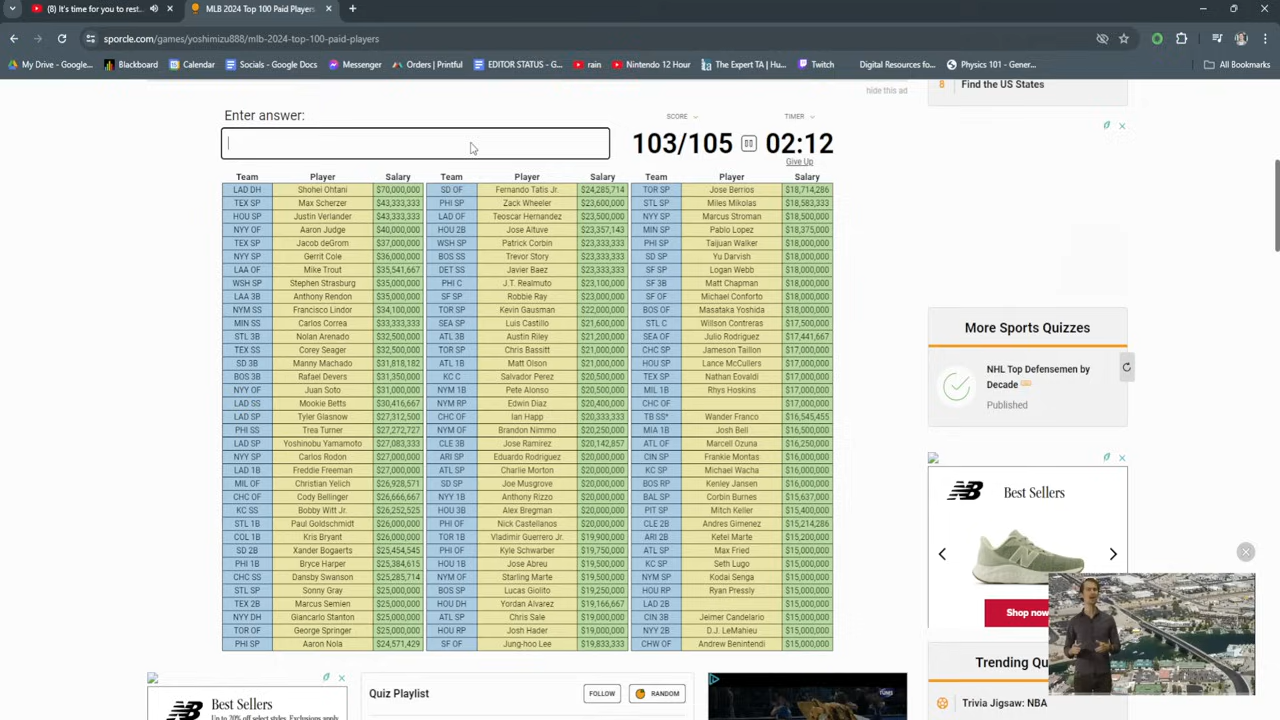 (8) It's time for you to rest
MLB 2024 Top 100 Paid Players
sporcle.com/games/yoshimizu888/mlb-2024-top-100-paid-players
My Drive - Google... Blackboard Calendar Socials - Google Docs Messenger Orders | Printful EDITOR STATUS - G... rain Nintendo 12 Hour The Expert TA | Hu... Twitch Digital Resources fo... Physics 101 - Gener... All Bookmarks
hide this ad
8 Find the US States
Enter answer:
SCORE TIMER
103/105 02:12
Give Up
Team Player Salary Team Player Salary Team Player Salary
LAD DH Shohei Ohtani $70,000,000 SD OF Fernando Tatis Jr. $24,285,714 TOR SP Jose Berrios $18,714,286
TEX SP Max Scherzer $43,333,333 PHI SP Zack Wheeler $23,600,000 STL SP Miles Mikolas $18,583,333
HOU SP Justin Verlander $43,333,333 LAD OF Teoscar Hernandez $23,500,000 NYY SP Marcus Stroman $18,500,000
NYY OF Aaron Judge $40,000,000 HOU 2B Jose Altuve $23,357,143 MIN SP Pablo Lopez $18,375,000
TEX SP Jacob deGrom $37,000,000 WSH SP Patrick Corbin $23,333,333 PHI SP Taijuan Walker $18,000,000
NYY SP Gerrit Cole $36,000,000 BOS SS Trevor Story $23,333,333 SD SP Yu Darvish $18,000,000
LAA OF Mike Trout $35,541,667 DET SS Javier Baez $23,333,333 SF SP Logan Webb $18,000,000
WSH SP Stephen Strasburg $35,000,000 PHI C J.T. Realmuto $23,100,000 SF 3B Matt Chapman $18,000,000
LAA 3B Anthony Rendon $35,000,000 SF SP Robbie Ray $23,000,000 SF OF Michael Conforto $18,000,000
NYM SS Francisco Lindor $34,100,000 TOR SP Kevin Gausman $22,000,000 BOS OF Masataka Yoshida $18,000,000
MIN SS Carlos Correa $33,333,333 SEA SP Luis Castillo $21,600,000 STL C Willson Contreras $17,500,000
STL 3B Nolan Arenado $32,500,000 ATL 3B Austin Riley $21,200,000 SEA OF Julio Rodriguez $17,441,667
TEX SS Corey Seager $32,500,000 TOR SP Chris Bassitt $21,000,000 CHC SP Jameson Taillon $17,000,000
SD 3B Manny Machado $31,818,182 ATL 1B Matt Olson $21,000,000 HOU SP Lance McCullers $17,000,000
BOS 3B Rafael Devers $31,350,000 KC C Salvador Perez $20,500,000 TEX SP Nathan Eovaldi $17,000,000
NYY OF Juan Soto $31,000,000 NYM 1B Pete Alonso $20,500,000 MIL 1B Rhys Hoskins $17,000,000
LAD SS Mookie Betts $30,416,667 NYM RP Edwin Diaz $20,400,000 CHC OF $17,000,000
LAD SP Tyler Glasnow $27,312,500 CHC OF Ian Happ $20,333,333 TB SS* Wander Franco $16,545,455
PHI SS Trea Turner $27,272,727 NYM OF Brandon Nimmo $20,250,000 MIA 1B Josh Bell $16,500,000
LAD SP Yoshinobu Yamamoto $27,083,333 CLE 3B Jose Ramirez $20,142,857 ATL OF Marcell Ozuna $16,250,000
NYY SP Carlos Rodon $27,000,000 ARI SP Eduardo Rodriguez $20,000,000 CIN SP Frankie Montas $16,000,000
LAD 1B Freddie Freeman $27,000,000 ATL SP Charlie Morton $20,000,000 KC SP Michael Wacha $16,000,000
MIL OF Christian Yelich $26,928,571 SD SP Joe Musgrove $20,000,000 BOS RP Kenley Jansen $16,000,000
CHC OF Cody Bellinger $26,666,667 NYY 1B Anthony Rizzo $20,000,000 BAL SP Corbin Burnes $15,637,000
KC SS Bobby Witt Jr. $26,252,525 HOU 3B Alex Bregman $20,000,000 PIT SP Mitch Keller $15,400,000
STL 1B Paul Goldschmidt $26,000,000 PHI OF Nick Castellanos $20,000,000 CLE 2B Andres Gimenez $15,214,286
COL 1B Kris Bryant $26,000,000 TOR 1B Vladimir Guerrero Jr. $19,900,000 ARI 2B Ketel Marte $15,200,000
SD 2B Xander Bogaerts $25,454,545 PHI OF Kyle Schwarber $19,750,000 ATL SP Max Fried $15,000,000
PHI 1B Bryce Harper $25,384,615 HOU 1B Jose Abreu $19,500,000 KC SP Seth Lugo $15,000,000
CHC SS Dansby Swanson $25,285,714 NYM OF Starling Marte $19,500,000 NYM SP Kodai Senga $15,000,000
STL SP Sonny Gray $25,000,000 BOS SP Lucas Giolito $19,250,000 HOU RP Ryan Pressly $15,000,000
TEX 2B Marcus Semien $25,000,000 HOU DH Yordan Alvarez $19,166,667 LAD 2B $15,000,000
NYY DH Giancarlo Stanton $25,000,000 ATL SP Chris Sale $19,000,000 CIN 3B Jeimer Candelario $15,000,000
TOR OF George Springer $25,000,000 HOU RP Josh Hader $19,000,000 NYY 2B D.J. LeMahieu $15,000,000
PHI SP Aaron Nola $24,571,429 SF OF Jung-hoo Lee $19,833,333 CHW OF Andrew Benintendi $15,000,000
More Sports Quizzes
NHL Top Defensemen by
Decade
Published
new balance
Best Sellers
Shop now
Trending Qu
Trivia Jigsaw: NBA
Best Sellers
Up to 20% off select styles. Exclusions apply.
Quiz Playlist FOLLOW RANDOM